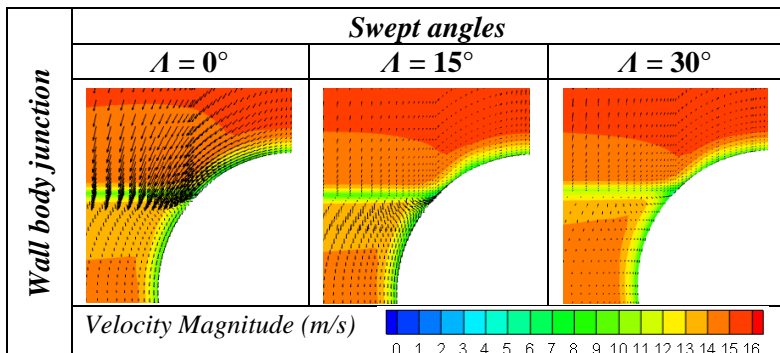 Swept angles
Λ = 0° Λ = 15° Λ = 30°
Wall body junction
Velocity Magnitude (m/s)
0 1 2 3 4 5 6 7 8 9 10 11 12 13 14 15 16